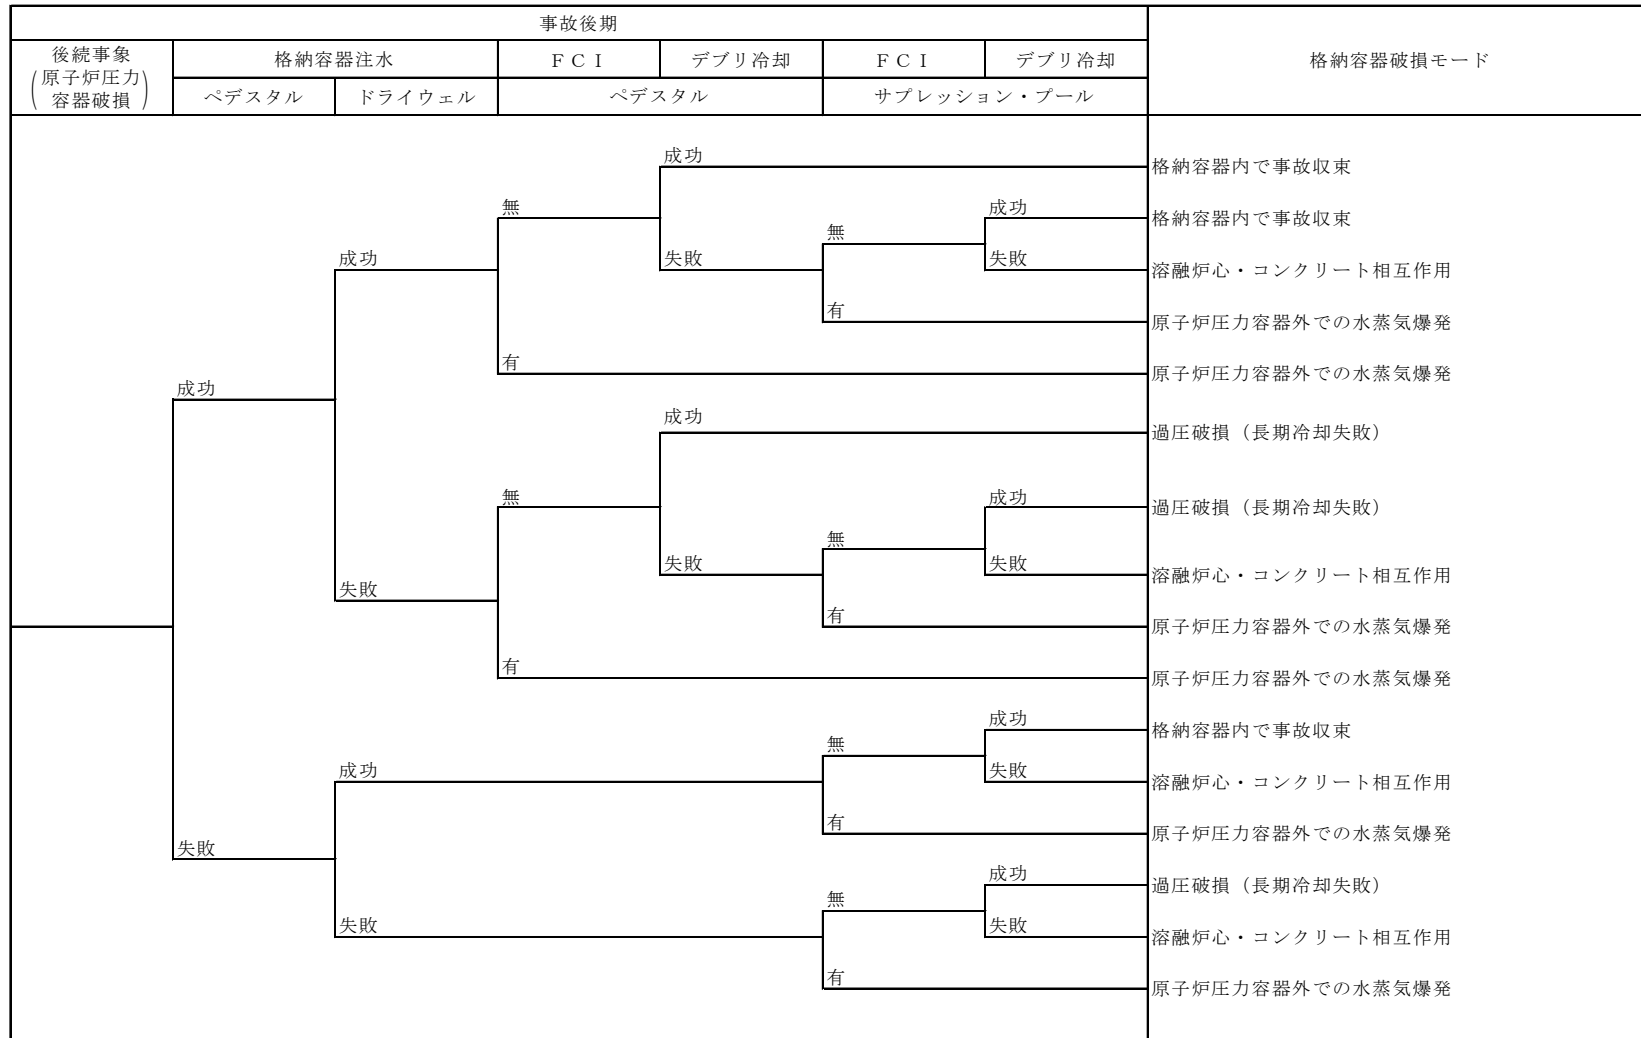 事故後期
後続事象
(原子炉圧力)
容器破損
格納容器注水
ＦＣＩ
デブリ冷却
ＦＣＩ
デブリ冷却
格納容器破損モード
ペデスタル
ドライウェル
ペデスタル
サプレッション・プール
成功
格納容器内で事故収束
無
成功
格納容器内で事故収束
無
成功
失敗
失敗
溶融炉心・コンクリート相互作用
有
原子炉圧力容器外での水蒸気爆発
有
原子炉圧力容器外での水蒸気爆発
成功
成功
過圧破損（長期冷却失敗）
無
成功
過圧破損（長期冷却失敗）
無
失敗
失敗
溶融炉心・コンクリート相互作用
失敗
有
原子炉圧力容器外での水蒸気爆発
有
原子炉圧力容器外での水蒸気爆発
成功
格納容器内で事故収束
無
成功
失敗
溶融炉心・コンクリート相互作用
有
原子炉圧力容器外での水蒸気爆発
失敗
成功
過圧破損（長期冷却失敗）
無
失敗
失敗
溶融炉心・コンクリート相互作用
有
原子炉圧力容器外での水蒸気爆発